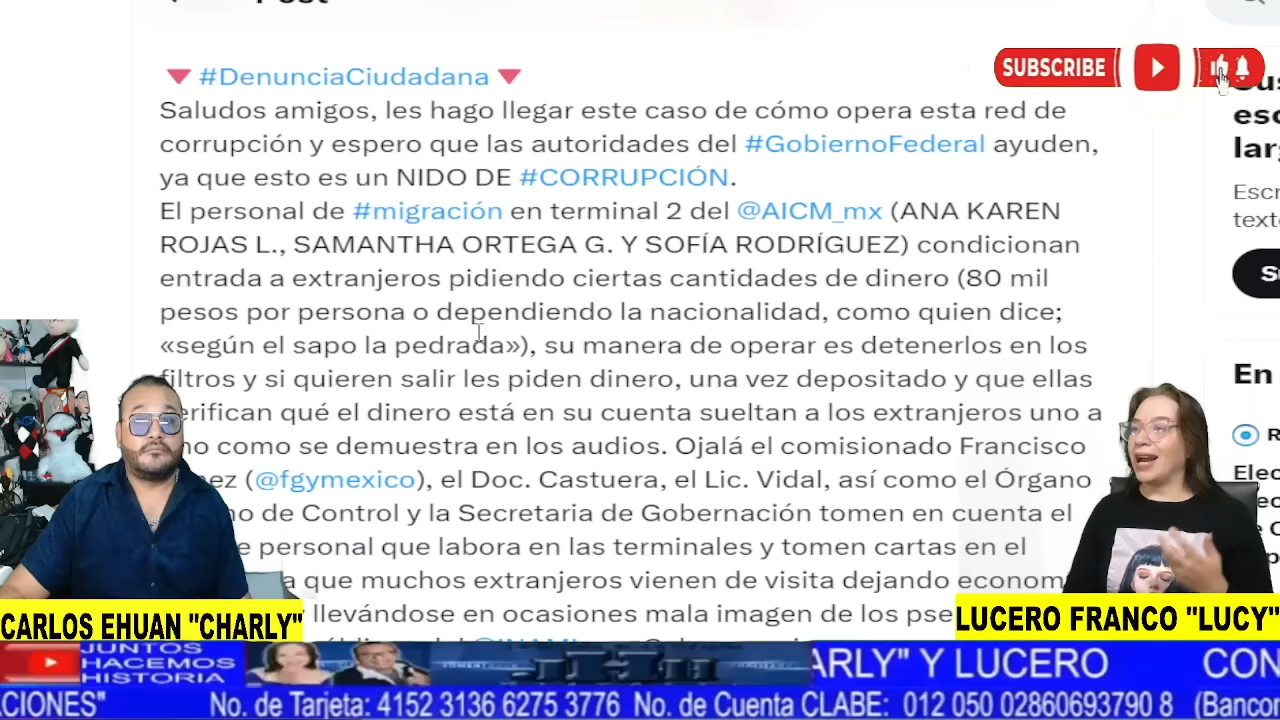 #DenunciaCiudadana
Saludos amigos, les hago llegar este caso de cómo opera esta red de
corrupción y espero que las autoridades del #GobiernoFederal ayuden,
ya que esto es un NIDO DE #CORRUPCIÓN.
El personal de #migración en terminal 2 del @AICM_mx (ANA KAREN
ROJAS L., SAMANTHA ORTEGA G. Y SOFÍA RODRÍGUEZ) condicionan
entrada a extranjeros pidiendo ciertas cantidades de dinero (80 mil
pesos por persona o dependiendo la nacionalidad, como quien dice;
«según el sapo la pedrada»), su manera de operar es detenerlos en los
filtros y si quieren salir les piden dinero, una vez depositado y que ellas
verifican qué el dinero está en su cuenta sueltan a los extranjeros uno a
como se demuestra en los audios. Ojalá el comisionado Francisco
(@fgymexico), el Doc. Castuera, el Lic. Vidal, así como el Órgano
de Control y la Secretaria de Gobernación tomen en cuenta el
personal que labora en las terminales y tomen cartas en el
a que muchos extranjeros vienen de visita dejando
llevándose en ocasiones mala imagen de los
SUBSCRIBE
En
CARLOS EHUAN "CHARLY"
LUCERO FRANCO "LUCY"
JUNTOS
HACEMOS
HISTORIA
ARLY" Y LUCERO CON
CIONES" No. de Tarjeta: 4152 3136 6275 3776 No. de Cuenta CLABE: 012 050 02860693790 8 (Bancor